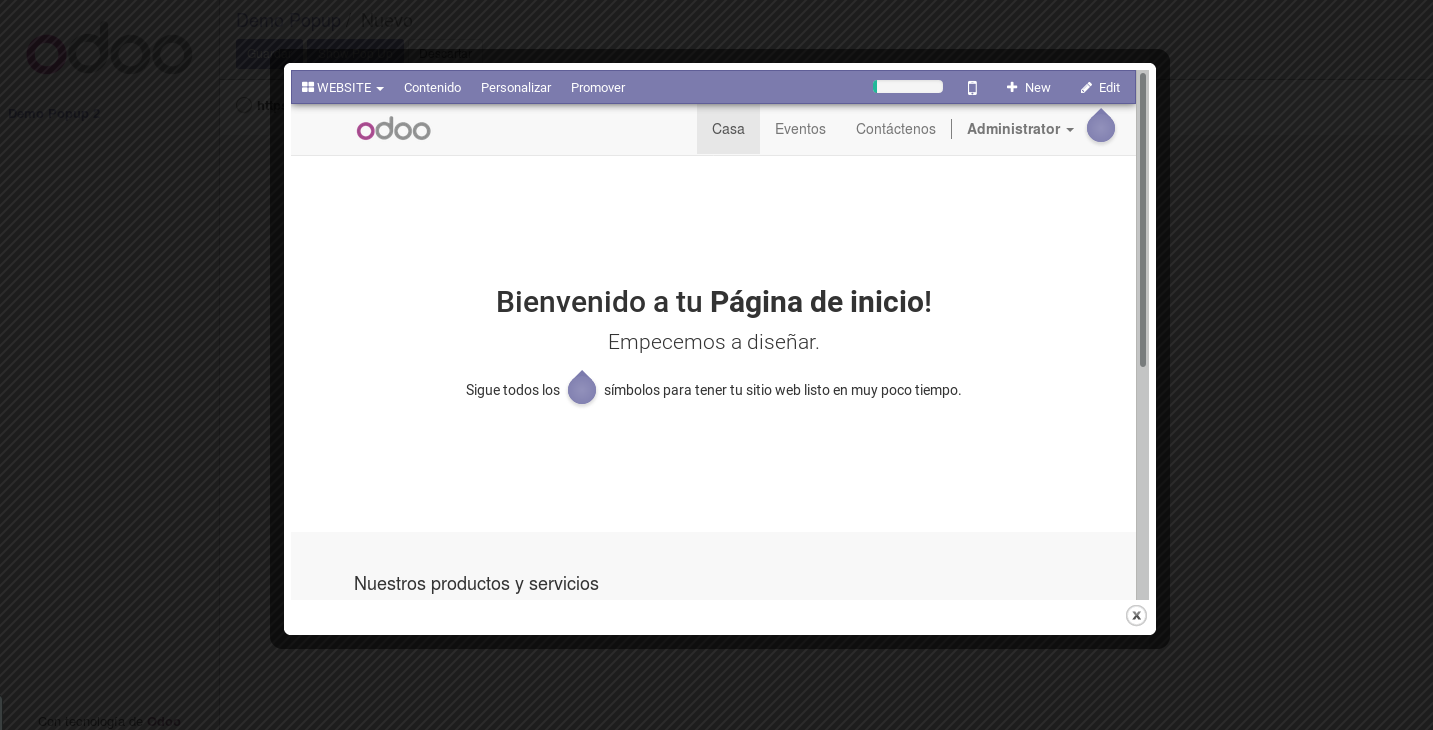 Demo Popup / Nuevo
odoo
Demo Popup 2
WEBSITE Contenido Personalizar Promover New Edit
odoo Casa Eventos Contáctenos Administrator
Bienvenido a tu Página de inicio!
Empecemos a diseñar.
Sigue todos los símbolos para tener tu sitio web listo en muy poco tiempo.
Nuestros productos y servicios
x
Con tecnología de Odoo